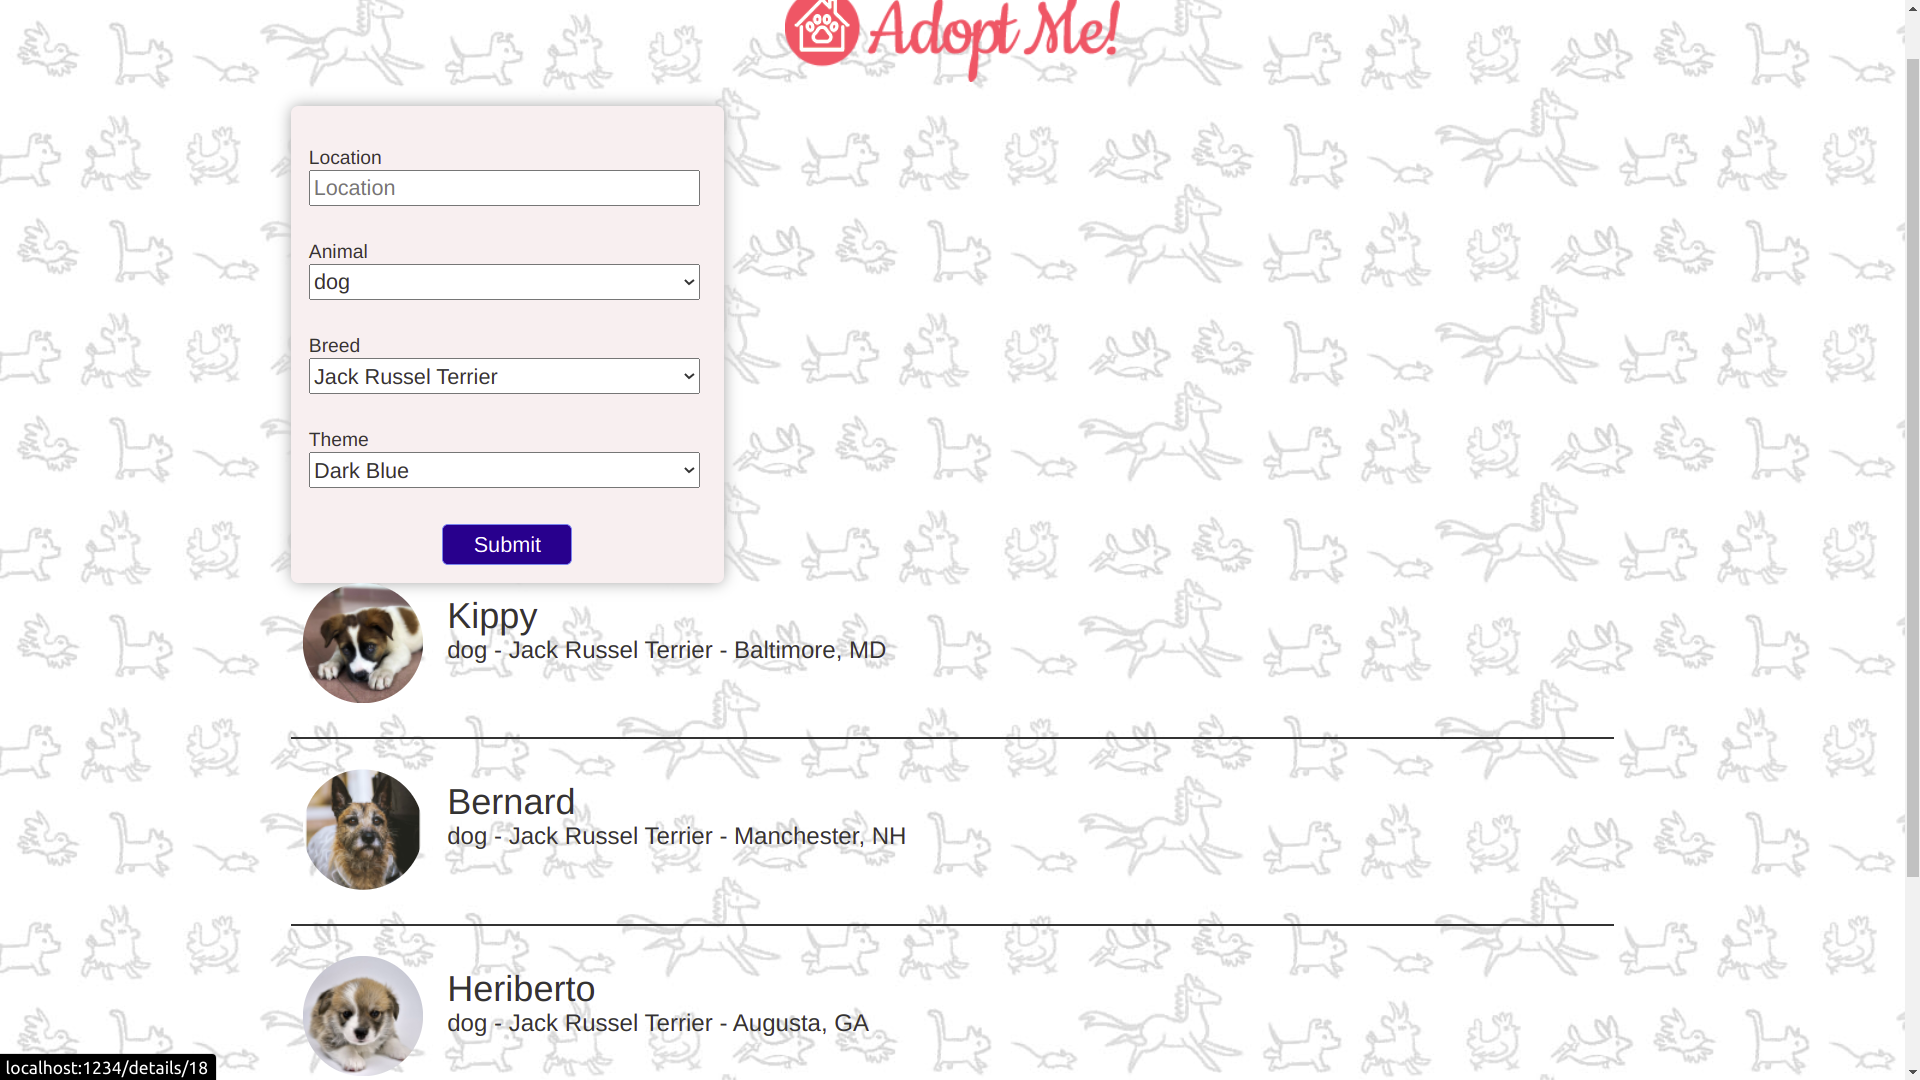 Adopt Me!
Location
Location
Animal
dog
Breed
Jack Russel Terrier
Theme
Dark Blue
Submit
Kippy
dog - Jack Russel Terrier - Baltimore, MD
Bernard
dog - Jack Russel Terrier - Manchester, NH
Heriberto
dog - Jack Russel Terrier - Augusta, GA
localhost:1234/details/18